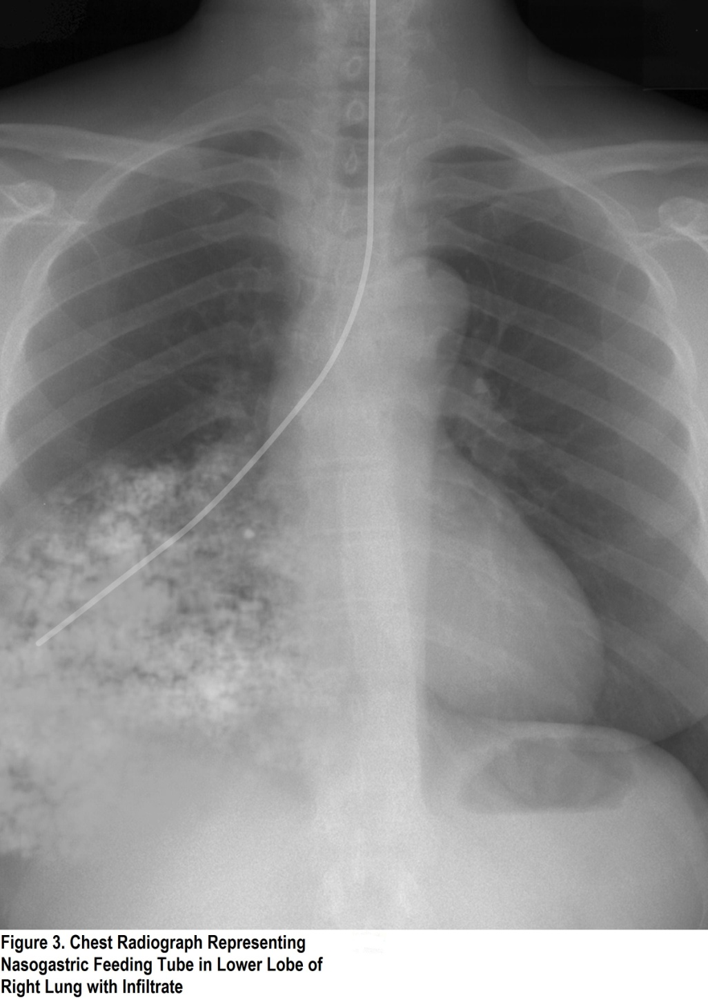 Figure 3. Chest Radiograph Representing
Nasogastric Feeding Tube in Lower Lobe of
Right Lung with Infiltrate